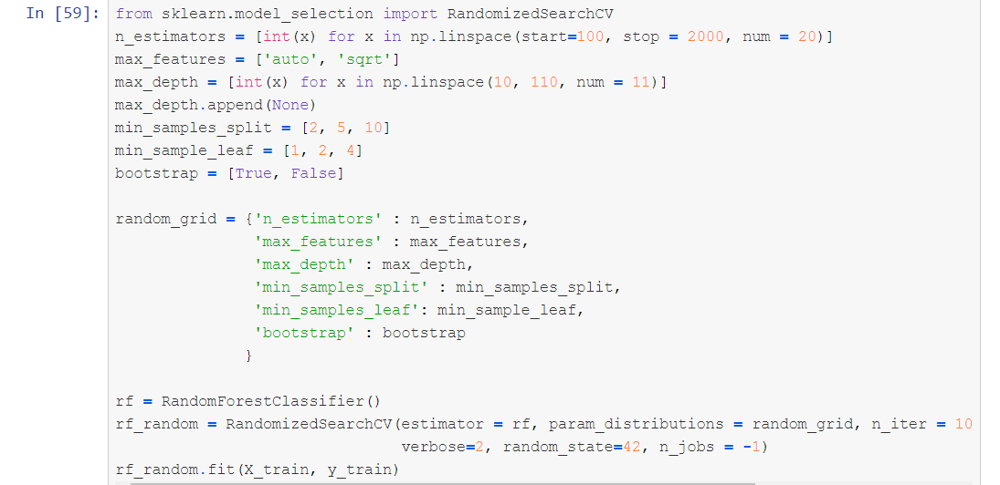 In [59]: from sklearn.model_selection import RandomizedSearchCV
n_estimators = [int(x) for x in np.linspace(start=100, stop = 2000, num = 20)]
max_features = ['auto', 'sqrt']
max_depth = [int(x) for x in np.linspace(10, 110, num = 11)]
max_depth.append(None)
min_samples_split = [2, 5, 10]
min_sample_leaf = [1, 2, 4]
bootstrap = [True, False]
random_grid = {'n_estimators' : n_estimators,
'max_features' : max_features,
'max_depth' : max_depth,
'min_samples_split' : min_samples_split,
'min_samples_leaf': min_sample_leaf,
'bootstrap' : bootstrap
}
rf = RandomForestClassifier()
rf_random = RandomizedSearchCV(estimator = rf, param_distributions = random_grid, n_iter = 10
verbose=2, random_state=42, n_jobs = -1)
rf_random.fit(X_train, y_train)